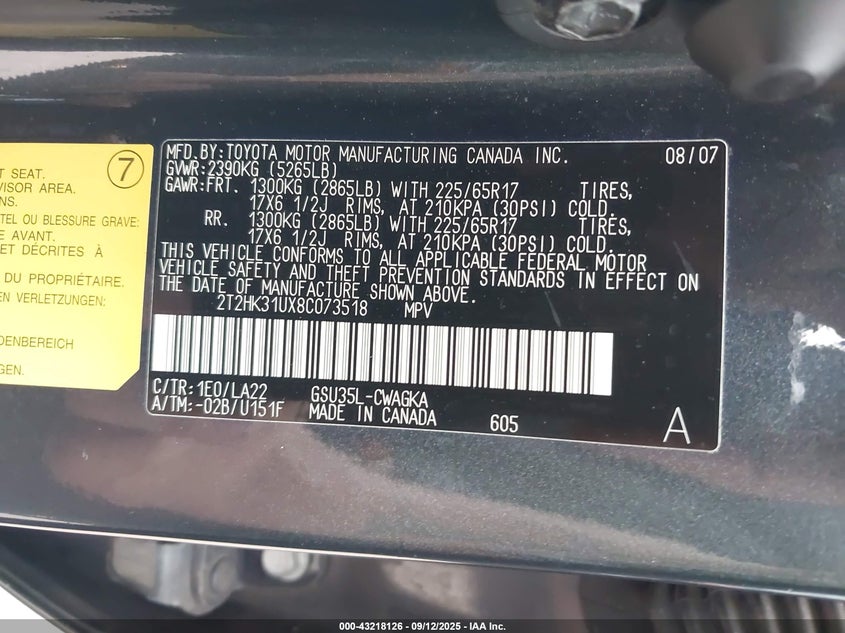 7
T SEAT.
VISOR AREA.
NS.
TEL OU BLESSURE GRAVE:
E AVANT.
ET DÉCRITES À
DU PROPRIÉTAIRE.
EN VERLETZUNGEN:
DENBEREICH
GEN.
MFD.BY:TOYOTA MOTOR MANUFACTURING CANADA INC. 08/07
GVWR:2390KG (5265LB)
GAWR:FRT. 1300KG (2865LB) WITH 225/65R17 TIRES,
17X6 1/2J RIMS, AT 210KPA (30PSI) COLD.
RR. 1300KG (2865LB) WITH 225/65R17 TIRES,
17X6 1/2J RIMS, AT 210KPA (30PSI) COLD.
THIS VEHICLE CONFORMS TO ALL APPLICABLE FEDERAL MOTOR
VEHICLE SAFETY AND THEFT PREVENTION STANDARDS IN EFFECT ON
THE DATE OF MANUFACTURE SHOWN ABOVE.
2T2HK31UX8C073518 MPV
C/TR:1E0/LA22 GSU35L-CWAGKA
A/TM:-02B/U151F MADE IN CANADA 605 A
000-43218126 - 09/12/2025 - IAA Inc.